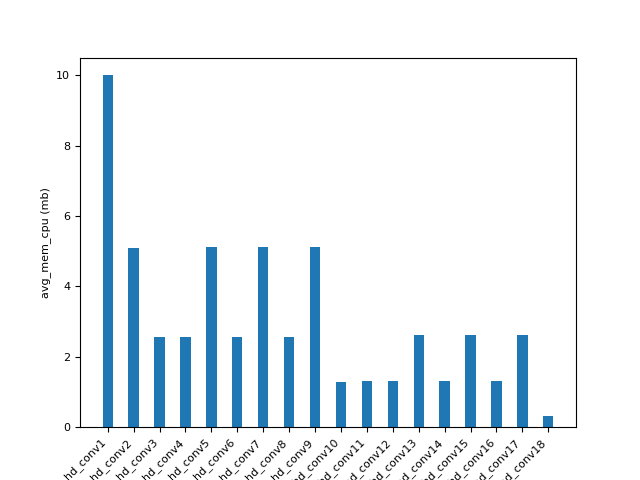 avg_mem_cpu (mb)
10
8
6
4
2
0
hd_conv1
hd_conv2
hd_conv3
hd_conv4
hd_conv5
hd_conv6
hd_conv7
hd_conv8
hd_conv9
hd_conv10
hd_conv11
hd_conv12
hd_conv13
hd_conv14
hd_conv15
hd_conv16
hd_conv17
hd_conv18